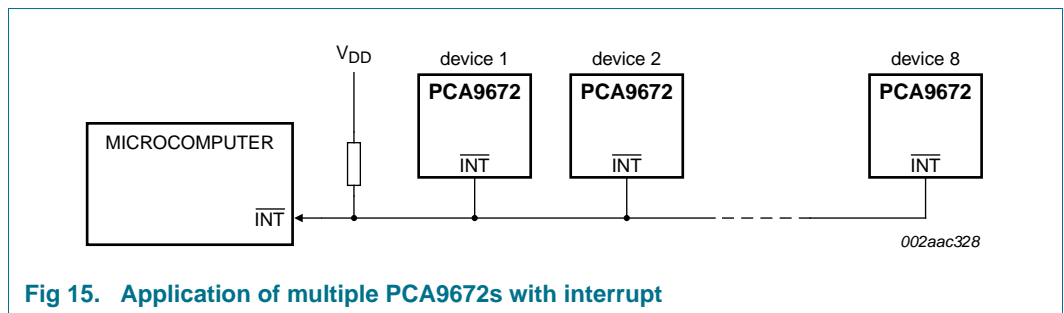 VDD
device 1
device 2
device 8
PCA9672
PCA9672
PCA9672
MICROCOMPUTER
INT
INT
INT
INT
002aac328
Fig 15. Application of multiple PCA9672s with interrupt